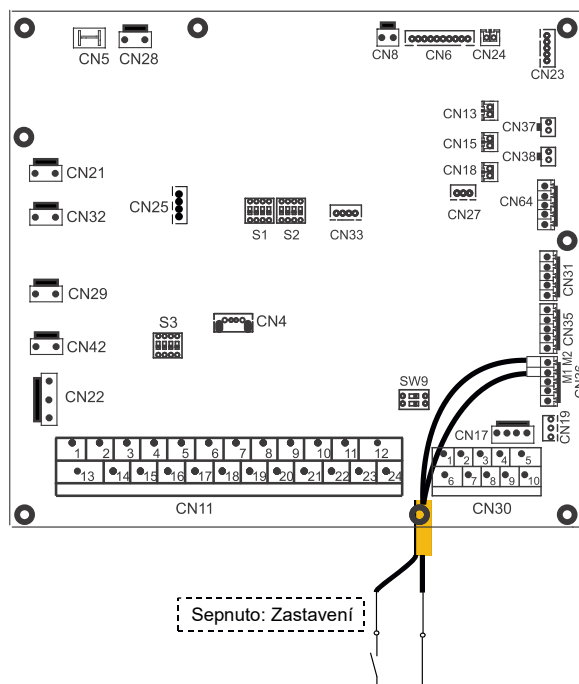 CN5
CN28
CN8
CN6
CN24
CN23
CN13
CN37
CN15
CN38
CN18
CN21
CN32
CN25
CN27
CN64
S1
S2
CN33
CN31
CN29
CN35
S3
CN4
CN42
M1 M2
CN36
SW9
CN22
CN17
CN19
1 2 3 4 5 6 7 8 9 10 11 12
13 14 15 16 17 18 19 20 21 22 23 24
1 2 3 4 5
6 7 8 9 10
CN11
CN30
Sepnuto: Zastavení